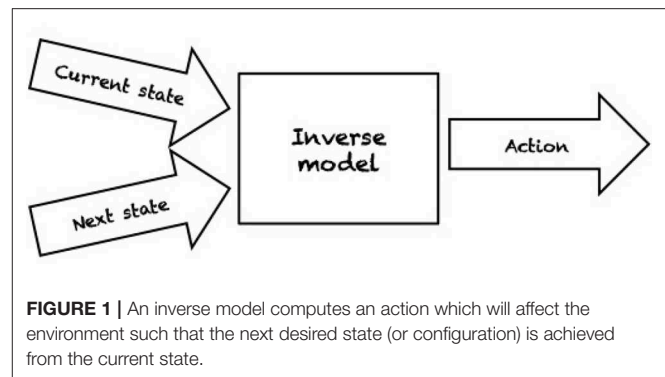 Current state
Next state
Inverse
model
Action
FIGURE 1 | An inverse model computes an action which will affect the
environment such that the next desired state (or configuration) is achieved
from the current state.